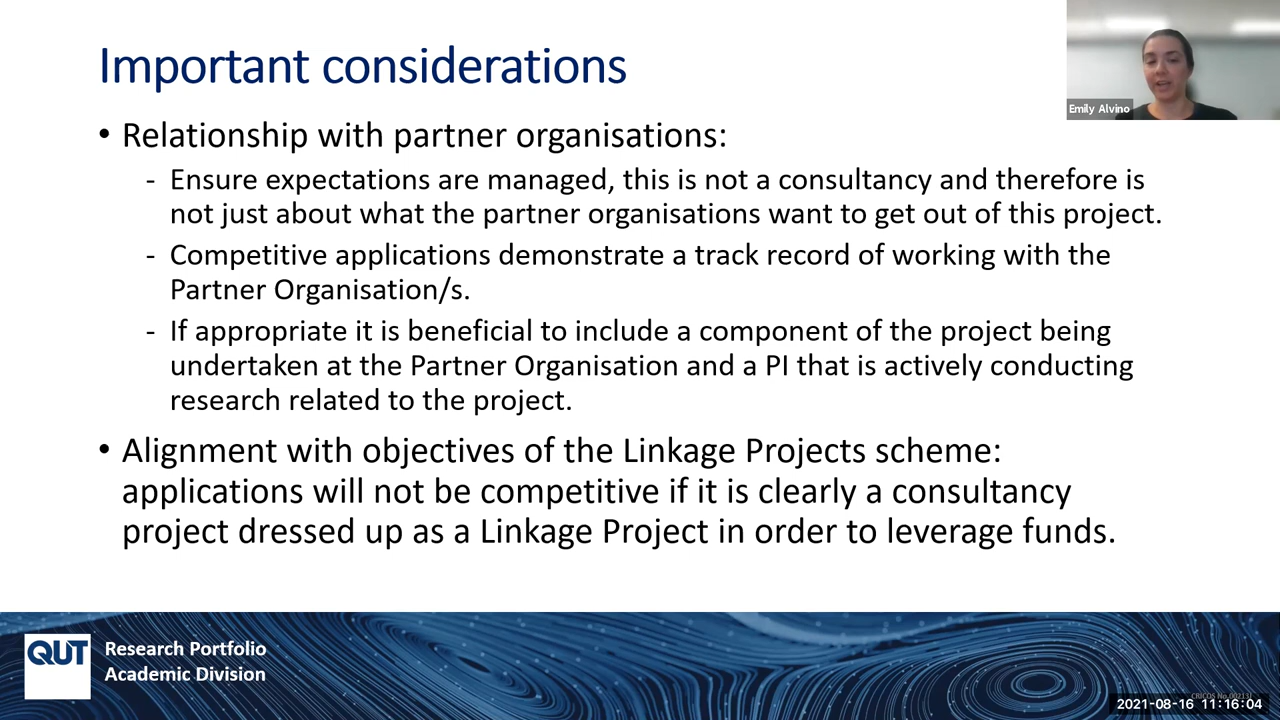 Important considerations
Emily Alvino
• Relationship with partner organisations:
- Ensure expectations are managed, this is not a consultancy and therefore is
not just about what the partner organisations want to get out of this project.
- Competitive applications demonstrate a track record of working with the
Partner Organisation/s.
- If appropriate it is beneficial to include a component of the project being
undertaken at the Partner Organisation and a PI that is actively conducting
research related to the project.
• Alignment with objectives of the Linkage Projects scheme:
applications will not be competitive if it is clearly a consultancy
project dressed up as a Linkage Project in order to leverage funds.
QUT
Research Portfolio
Academic Division
CRICOS No.
2021-08-16 11:16:04